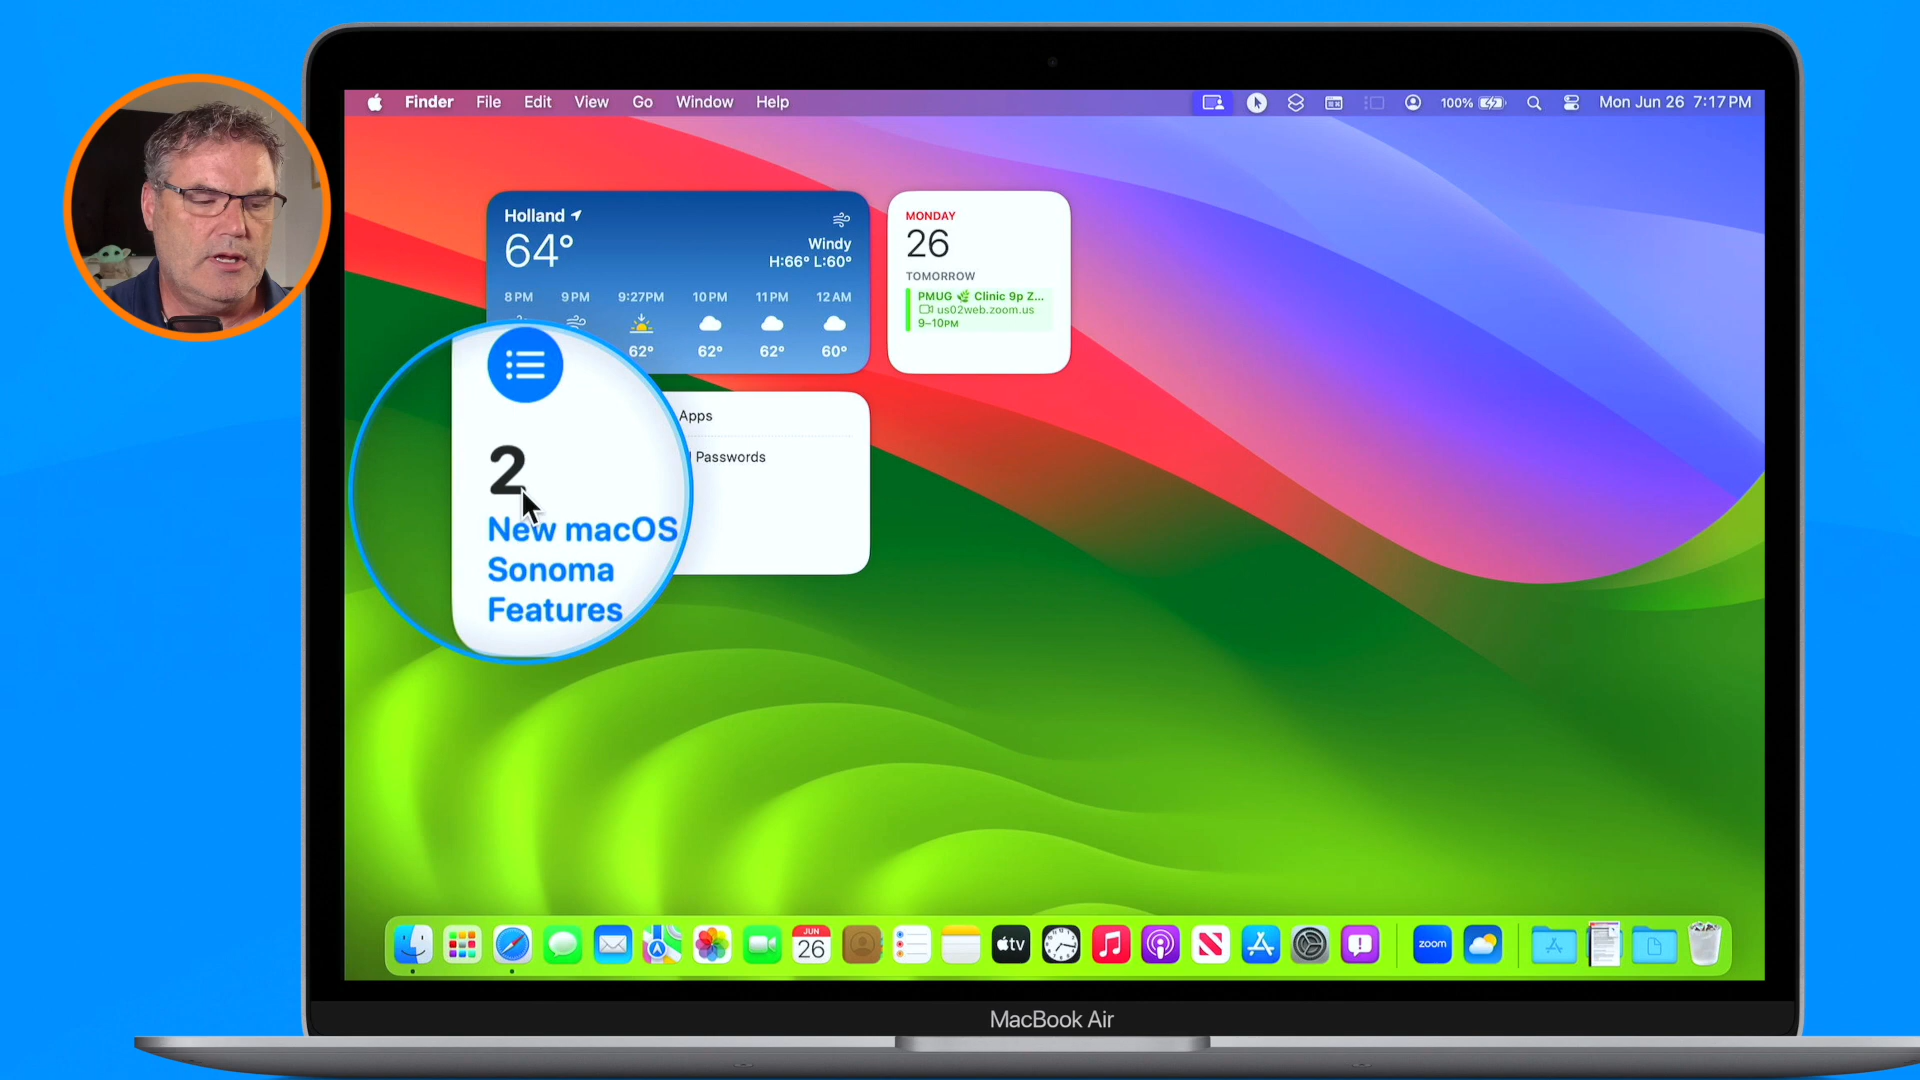 Finder File Edit View Go Window Help
100%
Mon Jun 26 7:17 PM
Holland
64°
Windy
H:66° L:60°
8 PM 9 PM 9:27PM 10 PM 11 PM 12 AM
62° 62° 62° 60°
MONDAY
26
TOMORROW
PMUG Clinic 9p Z...
us02web.zoom.us
9–10PM
2
New macOS
Sonoma
Features
Apps
Passwords
JUN
26
tv
zoom
MacBook Air